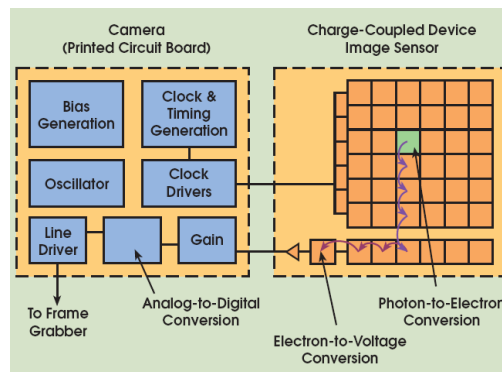 Camera
(Printed Circuit Board)
Charge-Coupled Device
Image Sensor
Bias
Generation
Clock &
Timing
Generation
Oscillator
Clock
Drivers
Line
Driver
Gain
To Frame
Grabber
Analog-to-Digital
Conversion
Electron-to-Voltage
Conversion
Photon-to-Electron
Conversion